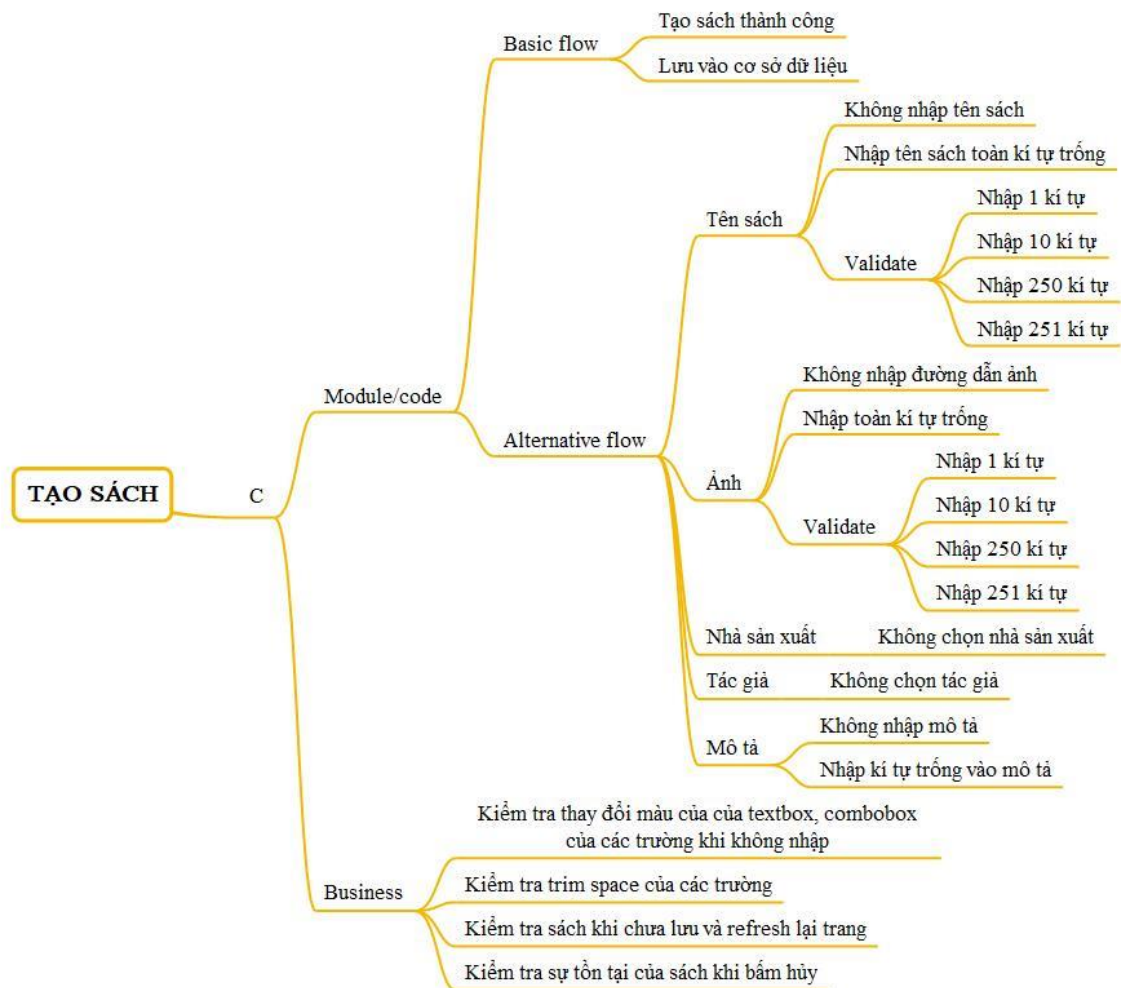 Tạo sách thành công
Basic flow
Lưu vào cơ sở dữ liệu
Không nhập tên sách
Nhập tên sách toàn kí tự trống
Tên sách
Nhập 1 kí tự
Nhập 10 kí tự
Validate
Nhập 250 kí tự
Nhập 251 kí tự
Không nhập đường dẫn ảnh
Module/code
Nhập toàn kí tự trống
Alternative flow
Nhập 1 kí tự
Ảnh
TẠO SÁCH
C
Nhập 10 kí tự
Validate
Nhập 250 kí tự
Nhập 251 kí tự
Nhà sản xuất
Không chọn nhà sản xuất
Tác giả
Không chọn tác giả
Không nhập mô tả
Mô tả
Nhập kí tự trống vào mô tả
Kiểm tra thay đổi màu của của textbox, combobox
của các trường khi không nhập
Business
Kiểm tra trim space của các trường
Kiểm tra sách khi chưa lưu và refresh lại trang
Kiểm tra sự tồn tại của sách khi bấm hủy